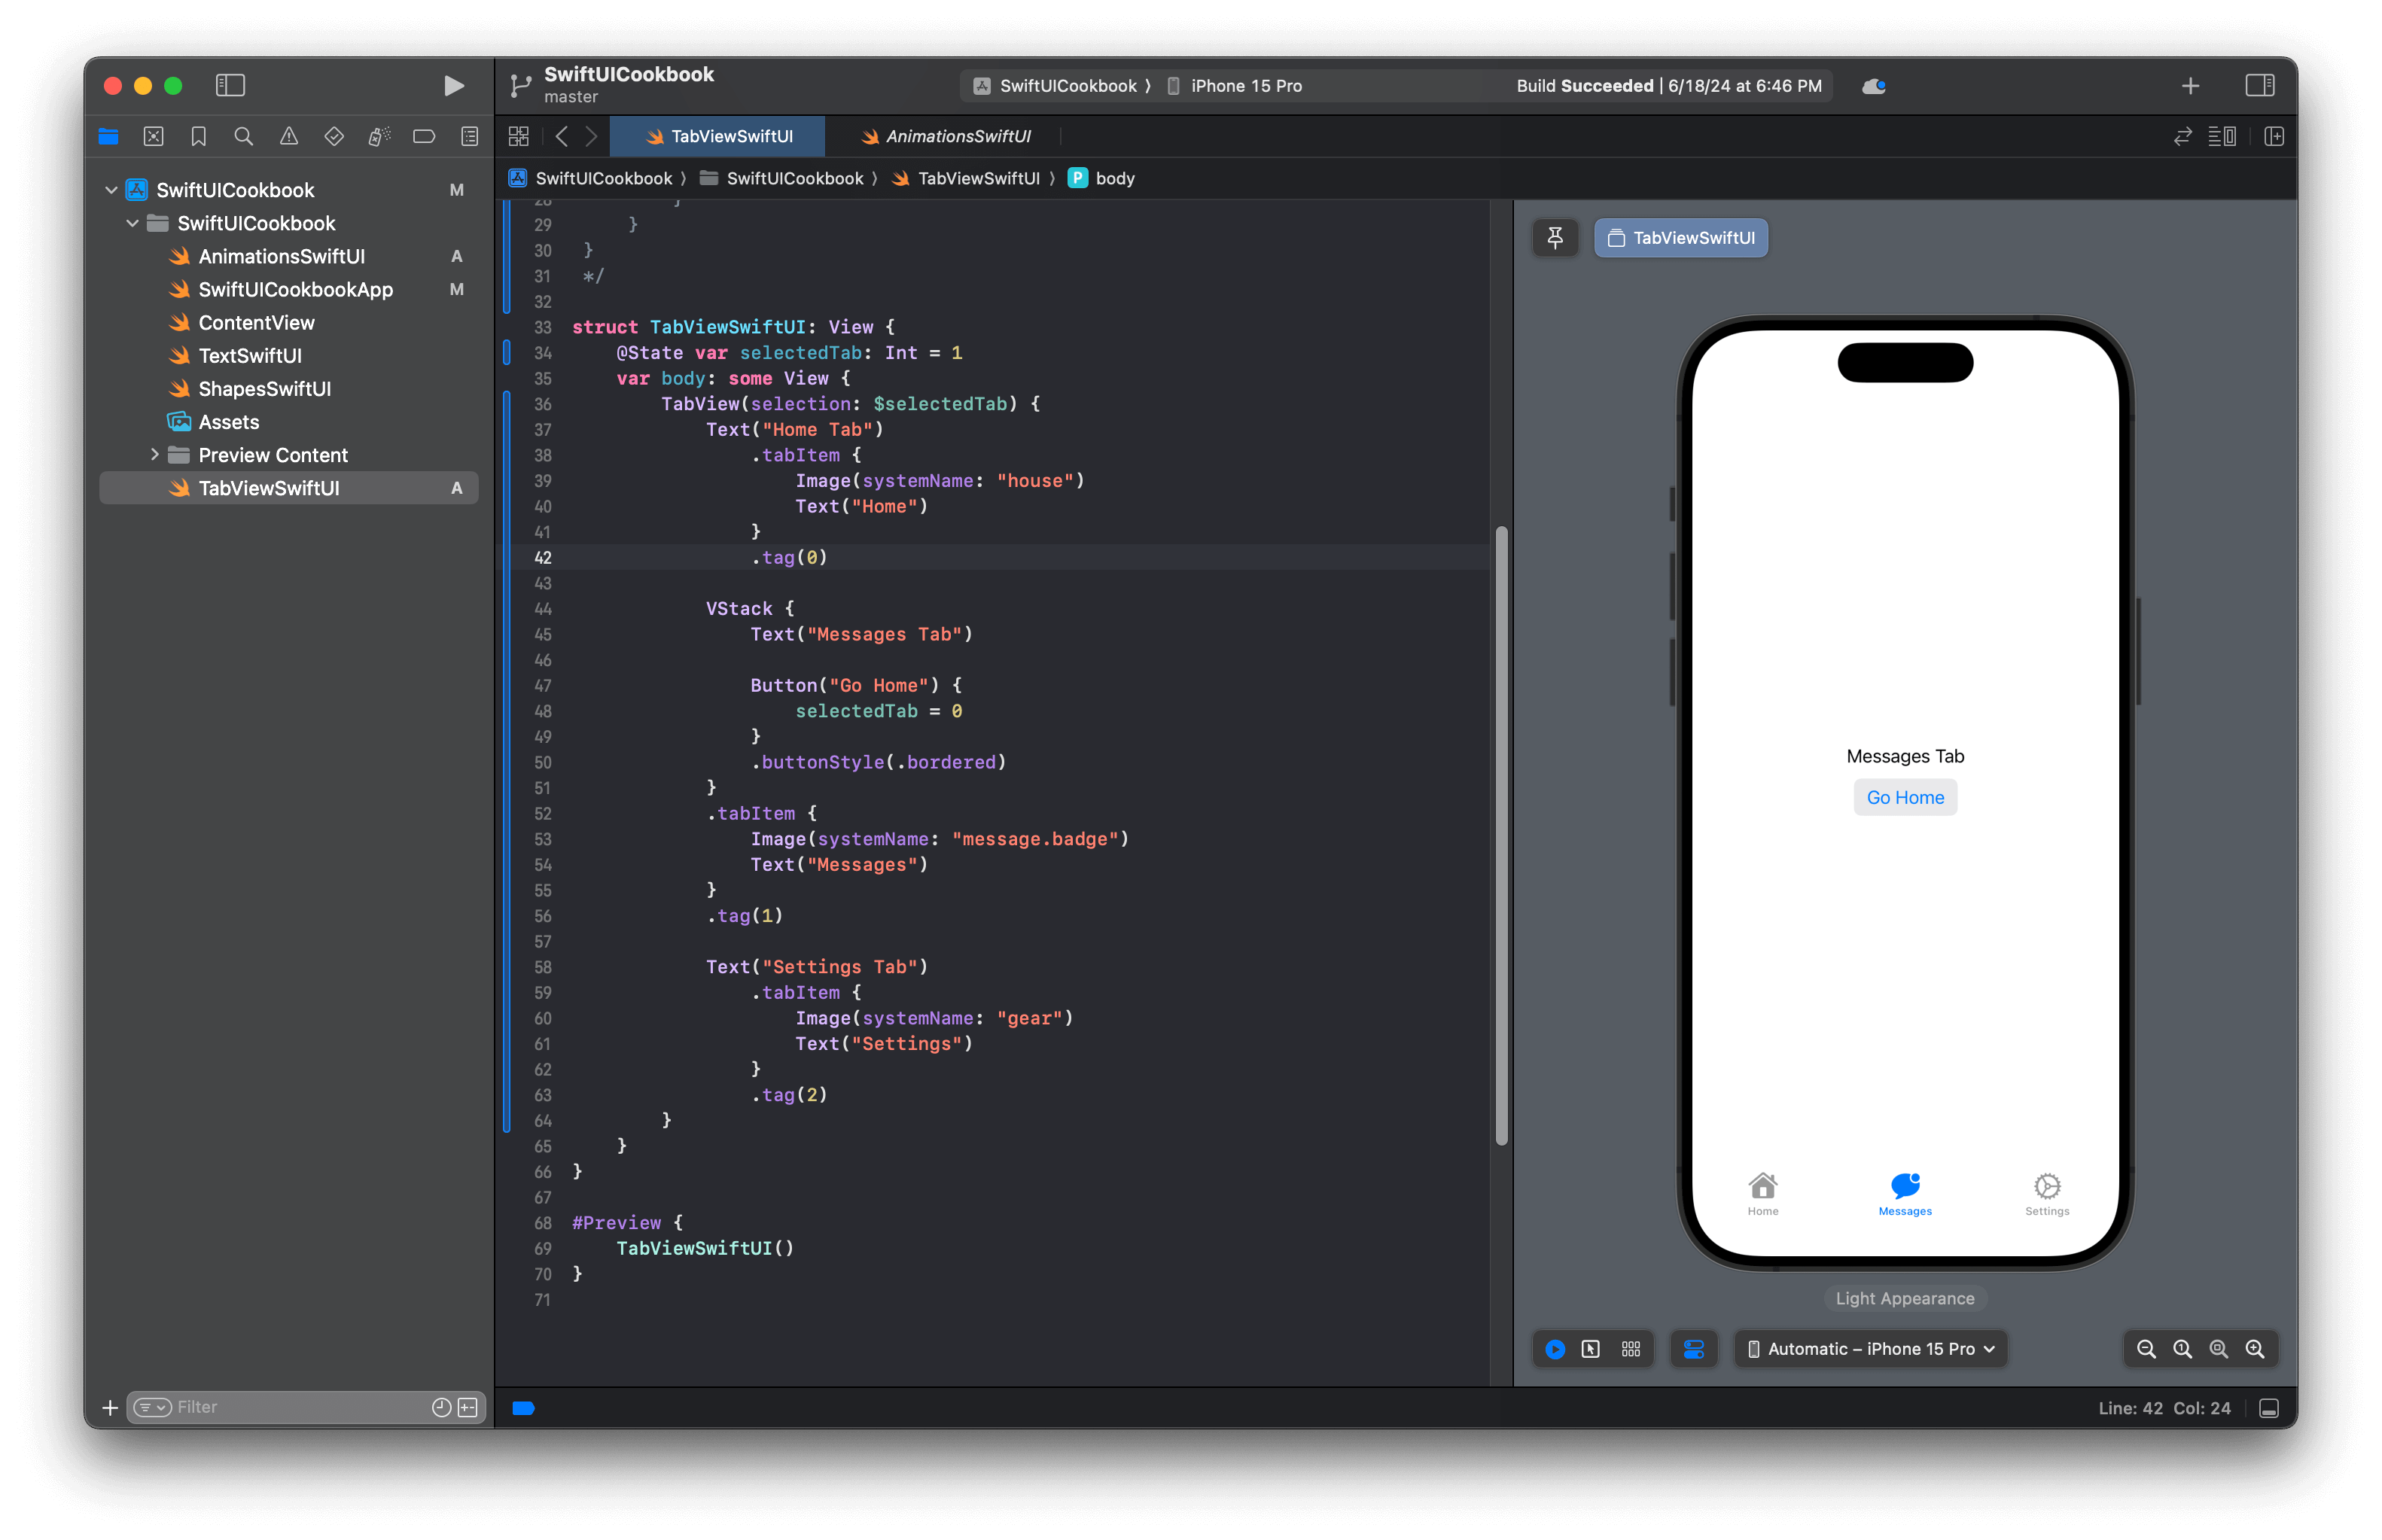 SwiftUICookbook
master
SwiftUICookbook 〉 iPhone 15 Pro
Build Succeeded | 6/18/24 at 6:46 PM
TabViewSwiftUI
AnimationsSwiftUI
SwiftUICookbook 〉 SwiftUICookbook 〉 TabViewSwiftUI 〉 P body
SwiftUICookbook M
SwiftUICookbook
AnimationsSwiftUI A
SwiftUICookbookApp M
ContentView
TextSwiftUI
ShapesSwiftUI
Assets
Preview Content
TabViewSwiftUI A
Filter
28 }
29 }
30 }
31 */
32
33 struct TabViewSwiftUI: View {
34 @State var selectedTab: Int = 1
35 var body: some View {
36 TabView(selection: $selectedTab) {
37 Text("Home Tab")
38 .tabItem {
39 Image(systemName: "house")
40 Text("Home")
41 }
42 .tag(0)
43
44 VStack {
45 Text("Messages Tab")
46
47 Button("Go Home") {
48 selectedTab = 0
49 }
50 .buttonStyle(.bordered)
51 }
52 .tabItem {
53 Image(systemName: "message.badge")
54 Text("Messages")
55 }
56 .tag(1)
57
58 Text("Settings Tab")
59 .tabItem {
60 Image(systemName: "gear")
61 Text("Settings")
62 }
63 .tag(2)
64 }
65 }
66 }
67
68 #Preview {
69 TabViewSwiftUI()
70 }
71
TabViewSwiftUI
Messages Tab
Go Home
Home
Messages
Settings
Light Appearance
Automatic – iPhone 15 Pro
Line: 42 Col: 24